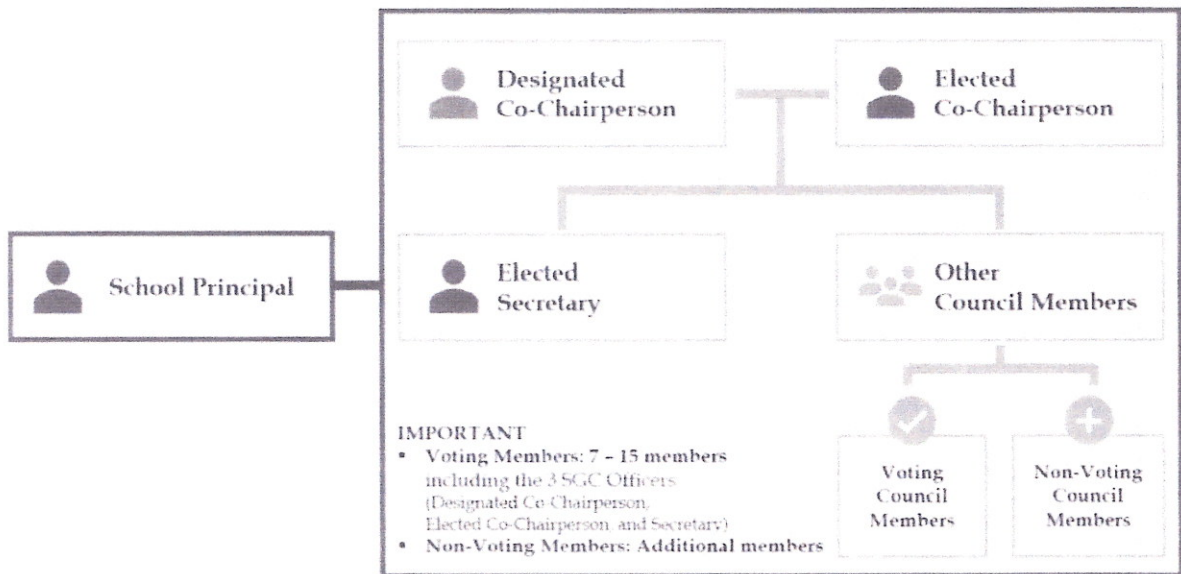 Designated
Co-Chairperson
Elected
Co-Chairperson
School Principal
Elected
Secretary
Other
Council Members
IMPORTANT
▪ Voting Members: 7 – 15 members
including the 3 SGC Officers
(Designated Co-Chairperson,
Elected Co-Chairperson, and Secretary)
▪ Non-Voting Members: Additional members
Voting
Council
Members
Non-Voting
Council
Members